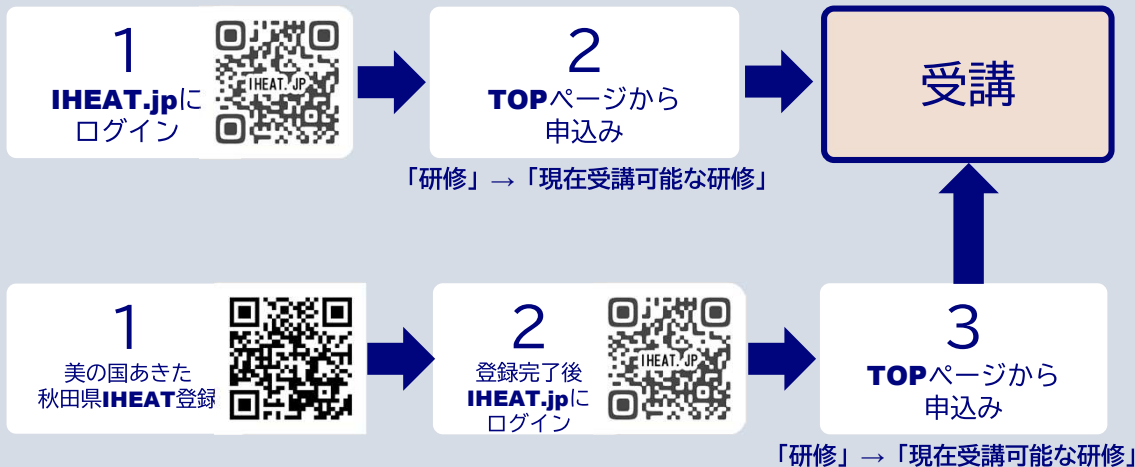 1
IHEAT.jpに
ログイン
IHEAT.JP
2
TOPページから
申込み
「研修」→「現在受講可能な研修」
受講
1
美の国あきた
秋田県IHEAT登録
2
登録完了後
IHEAT.jpに
ログイン
IHEAT.JP
3
TOPページから
申込み
「研修」→「現在受講可能な研修」